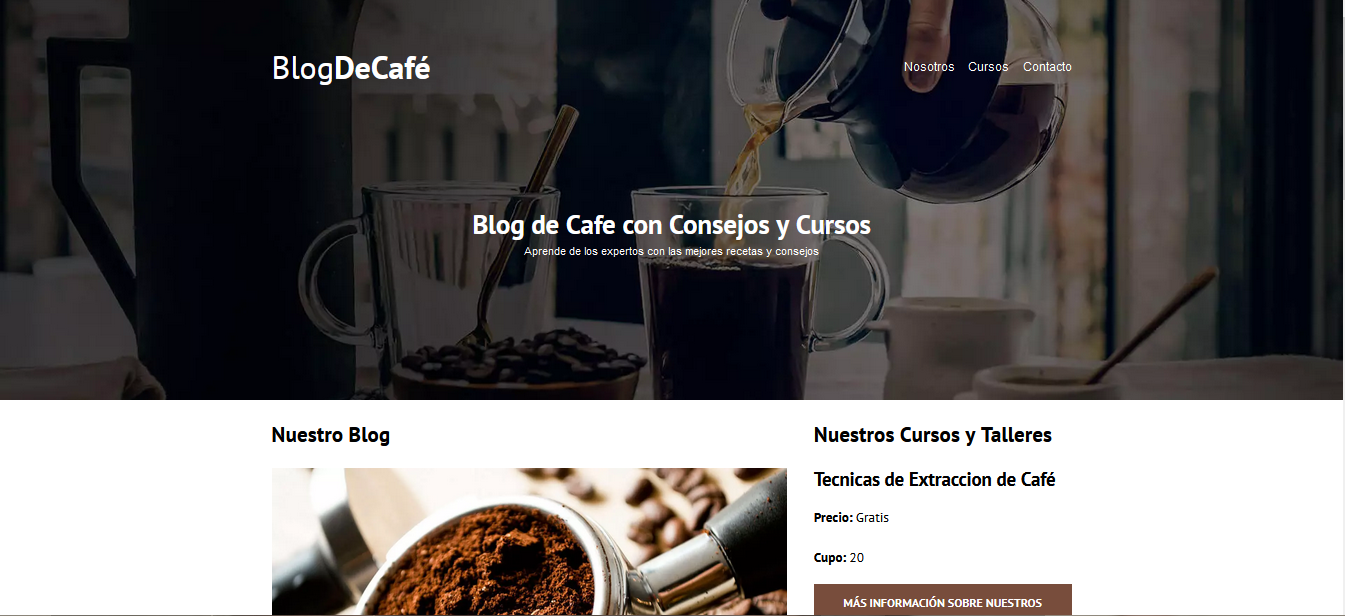 BlogDeCafé
Nosotros Cursos Contacto
Blog de Cafe con Consejos y Cursos
Aprende de los expertos con las mejores recetas y consejos
Nuestro Blog
Nuestros Cursos y Talleres
Tecnicas de Extraccion de Café
Precio: Gratis
Cupo: 20
MÁS INFORMACIÓN SOBRE NUESTROS